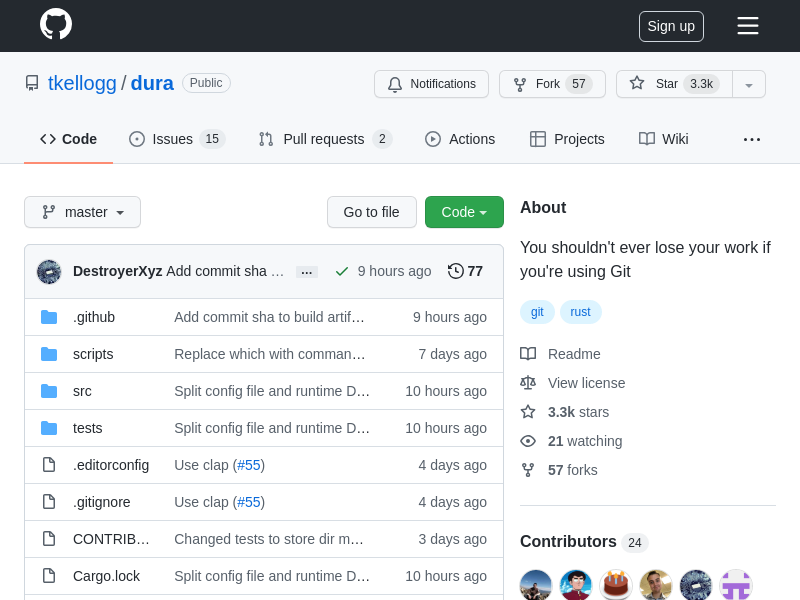 Sign up
tkellogg / dura Public
Notifications Fork 57 Star 3.3k
Code Issues 15 Pull requests 2 Actions Projects Wiki ...
master Go to file Code
DestroyerXyz Add commit sha … ... 9 hours ago 77
.github Add commit sha to build artif… 9 hours ago
scripts Replace which with comman… 7 days ago
src Split config file and runtime D… 10 hours ago
tests Split config file and runtime D… 10 hours ago
.editorconfig Use clap (#55) 4 days ago
.gitignore Use clap (#55) 4 days ago
CONTRIB… Changed tests to store dir m… 3 days ago
Cargo.lock Split config file and runtime D… 10 hours ago
About
You shouldn't ever lose your work if
you're using Git
git rust
Readme
View license
3.3k stars
21 watching
57 forks
Contributors 24